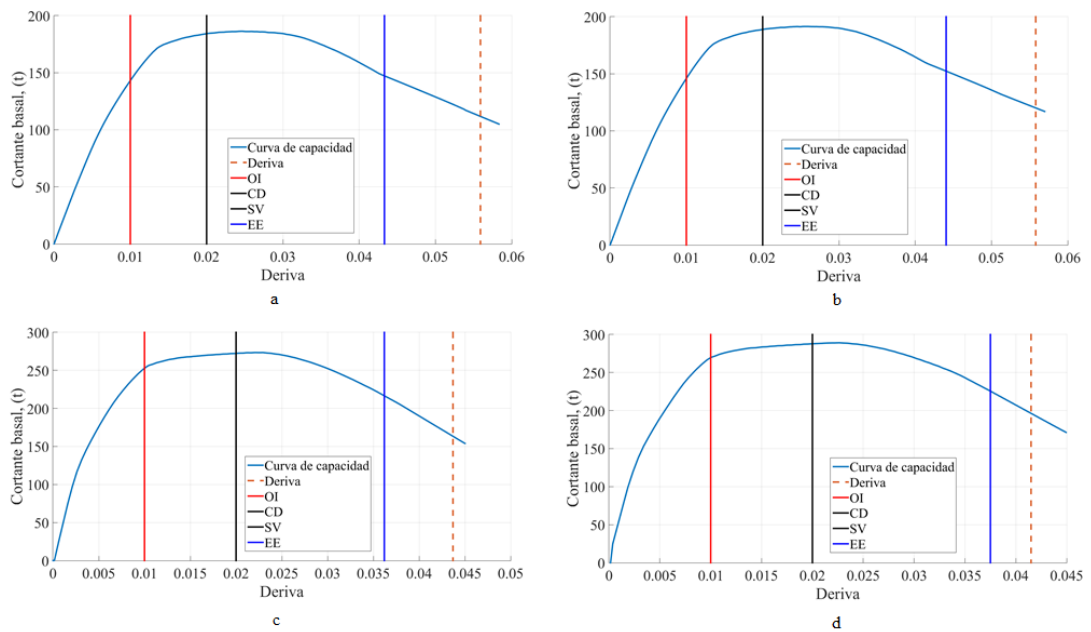 200
150
100
50
0
Cortante basal, (t)
Curva de capacidad
Deriva
OI
CD
SV
EE
0 0.01 0.02 0.03 0.04 0.05 0.06
Deriva
a
200
150
100
50
0
Cortante basal, (t)
Curva de capacidad
Deriva
OI
CD
SV
EE
0 0.01 0.02 0.03 0.04 0.05 0.06
Deriva
b
300
250
200
150
100
50
0
Cortante basal, (t)
Curva de capacidad
Deriva
OI
CD
SV
EE
0 0.005 0.01 0.015 0.02 0.025 0.03 0.035 0.04 0.045 0.05
Deriva
c
300
250
200
150
100
50
0
Cortante basal, (t)
Curva de capacidad
Deriva
OI
CD
SV
EE
0 0.005 0.01 0.015 0.02 0.025 0.03 0.035 0.04 0.045
Deriva
d